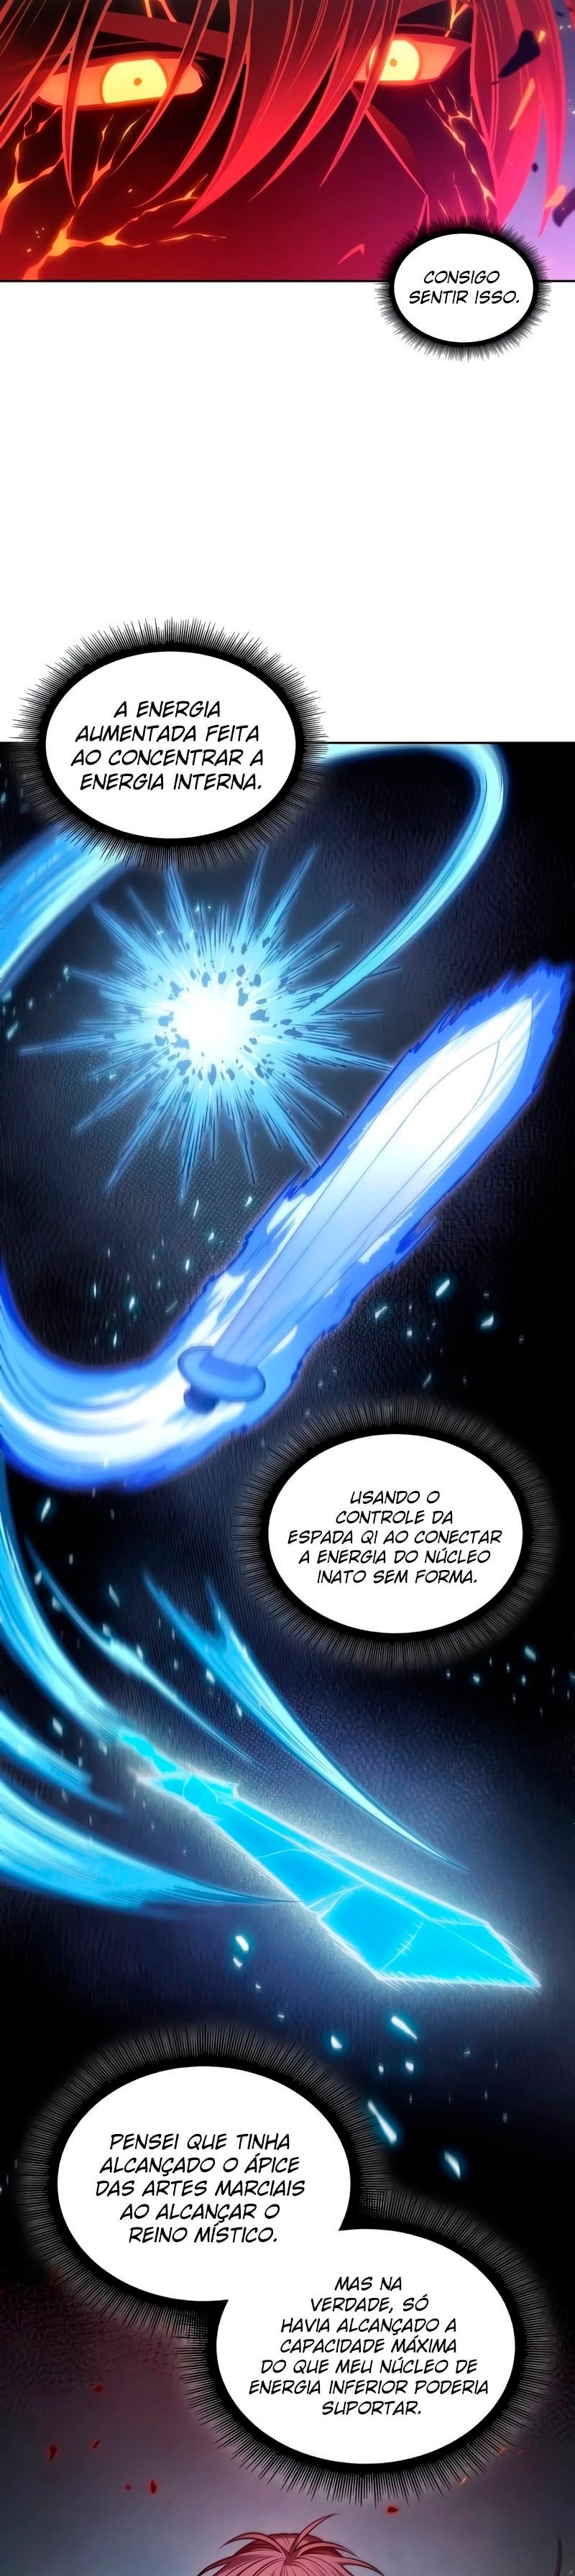 CONSIGO
SENTIR ISSO.
A ENERGIA
AUMENTADA FEITA
AO CONCENTRAR A
ENERGIA INTERNA.
USANDO O
CONTROLE DA
ESPADA QI AO CONECTAR
A ENERGIA DO NÚCLEO
INATO SEM FORMA.
PENSEI QUE TINHA
ALCANÇADO O ÁPICE
DAS ARTES MARCIAIS
AO ALCANÇAR O
REINO MÍSTICO.
MAS NA
VERDADE, SÓ
HAVIA ALCANÇADO A
CAPACIDADE MÁXIMA
DO QUE MEU NÚCLEO DE
ENERGIA INFERIOR PODERIA
SUPORTAR.